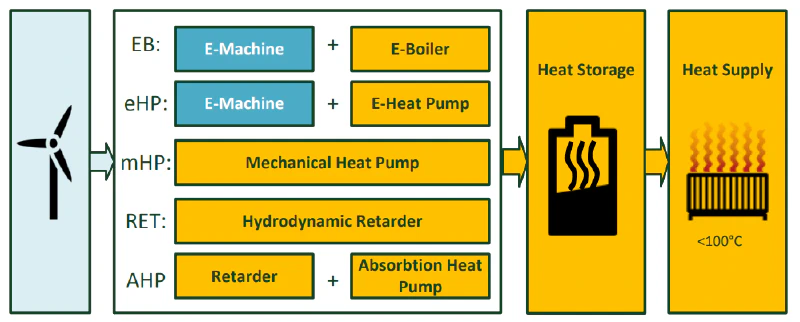 EB: E-Machine + E-Boiler
eHP: E-Machine + E-Heat Pump
mHP: Mechanical Heat Pump
RET: Hydrodynamic Retarder
AHP Retarder + Absorbtion Heat
Pump
Heat Storage
Heat Supply
<100°C